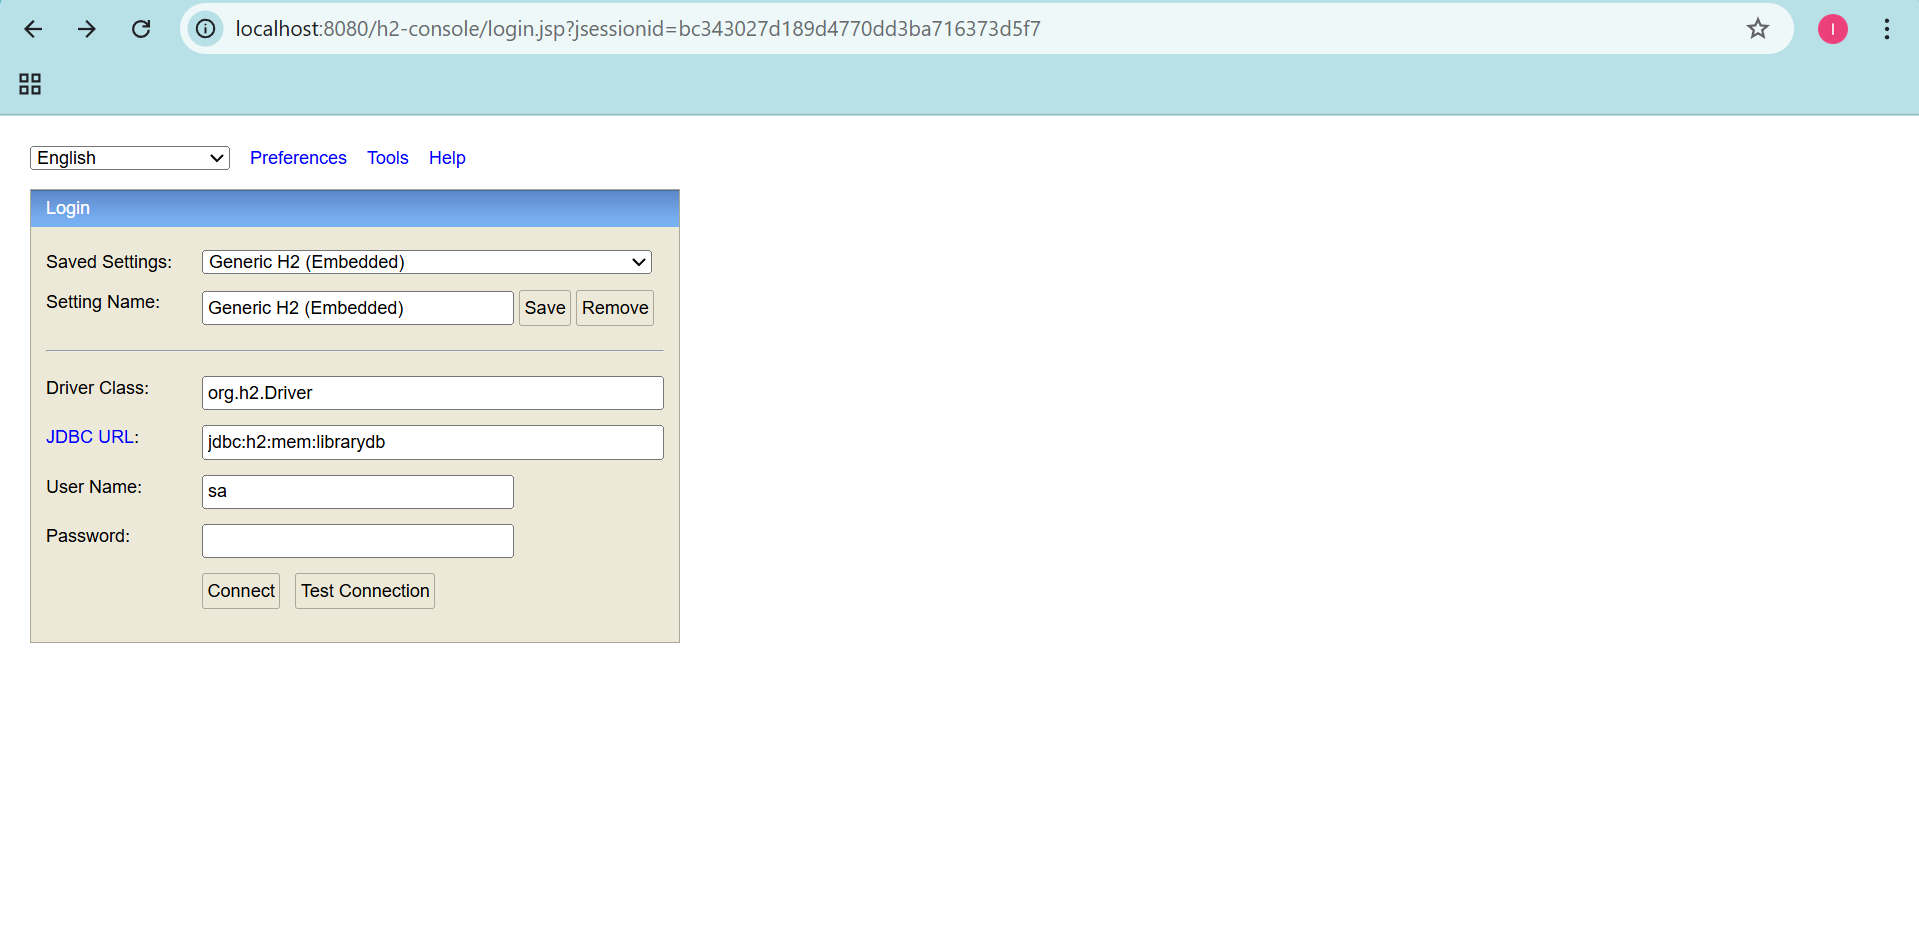 localhost:8080/h2-console/login.jsp?jsessionid=bc343027d189d4770dd3ba716373d5f7
I
English Preferences Tools Help
Login
Saved Settings: Generic H2 (Embedded)
Setting Name: Generic H2 (Embedded) Save Remove
Driver Class: org.h2.Driver
JDBC URL: jdbc:h2:mem:librarydb
User Name: sa
Password:
Connect Test Connection